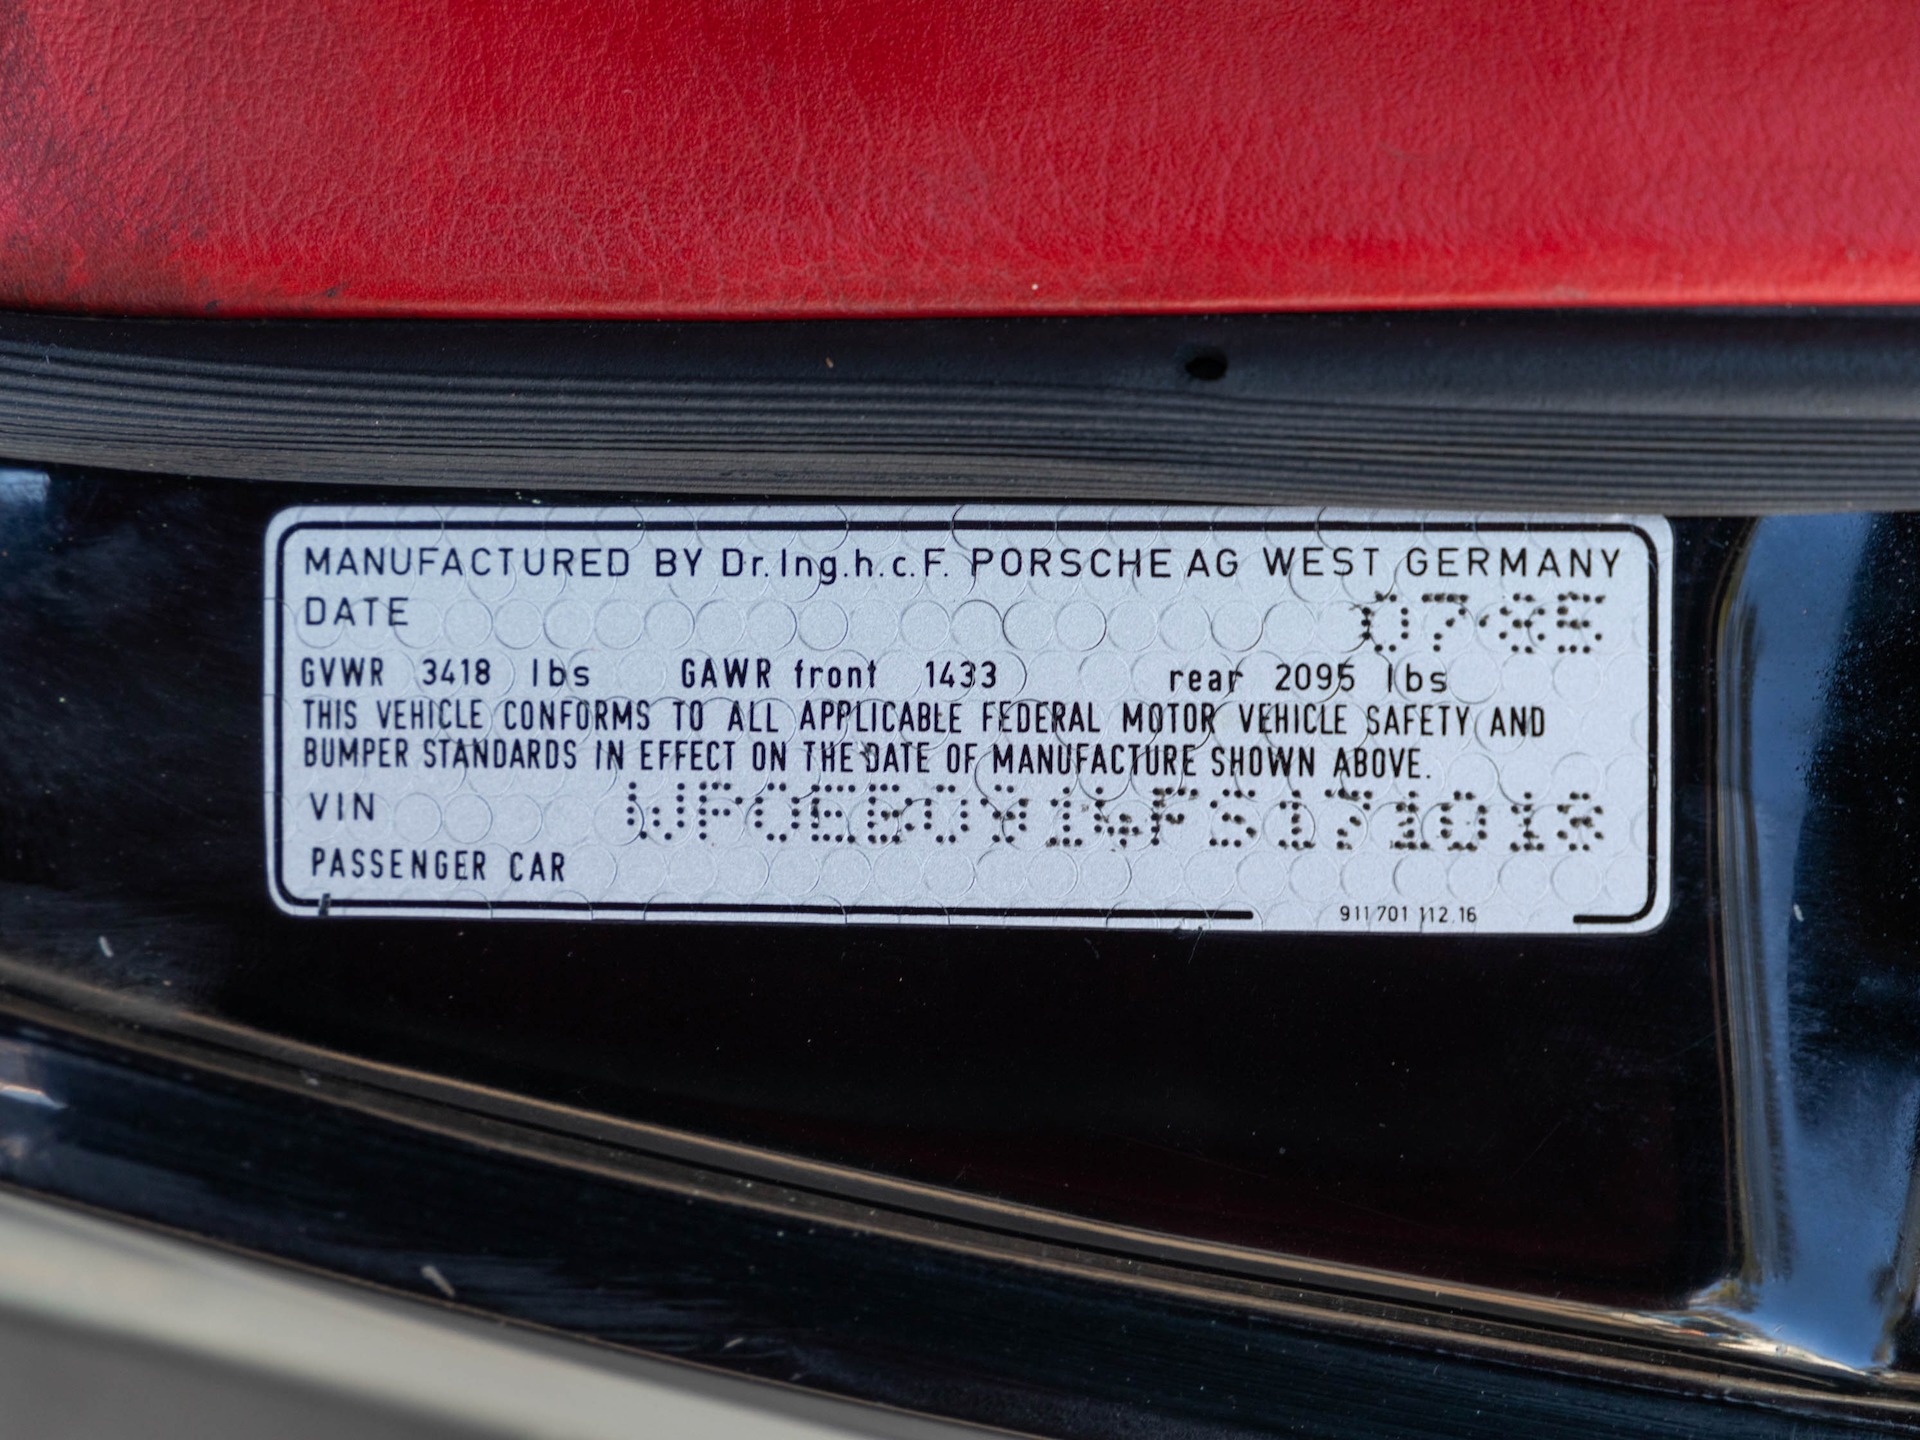 MANUFACTURED BY Dr.Ing.h.c.F. PORSCHE AG WEST GERMANY
DATE 07-85
GVWR 3418 lbs GAWR front 1433 rear 2095 lbs
THIS VEHICLE CONFORMS TO ALL APPLICABLE FEDERAL MOTOR VEHICLE SAFETY AND
BUMPER STANDARDS IN EFFECT ON THE DATE OF MANUFACTURE SHOWN ABOVE.
VIN
PASSENGER CAR
911 701 112.16